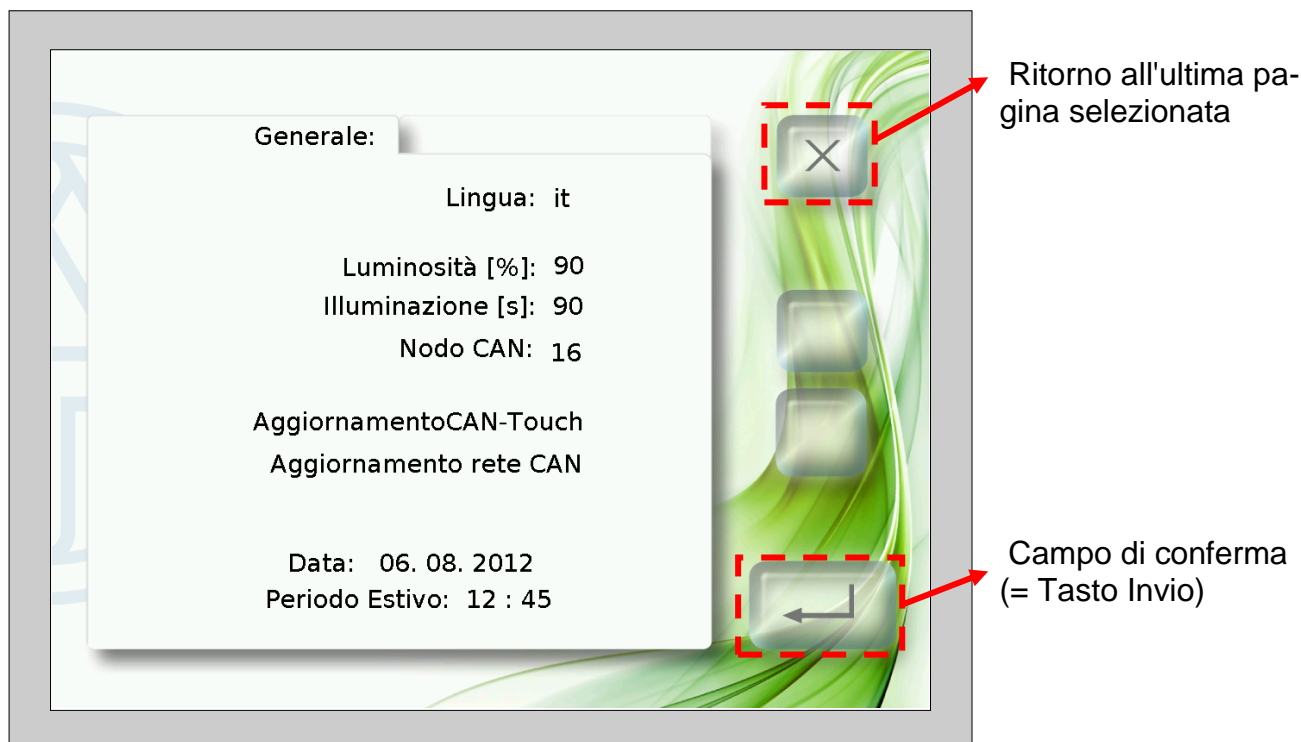 Ritorno all'ultima pa-
gina selezionata
Generale:
Lingua: it
Luminosità [%]: 90
Illuminazione [s]: 90
Nodo CAN: 16
AggiornamentoCAN-Touch
Aggiornamento rete CAN
Data: 06. 08. 2012
Periodo Estivo: 12 : 45
Campo di conferma
(= Tasto Invio)